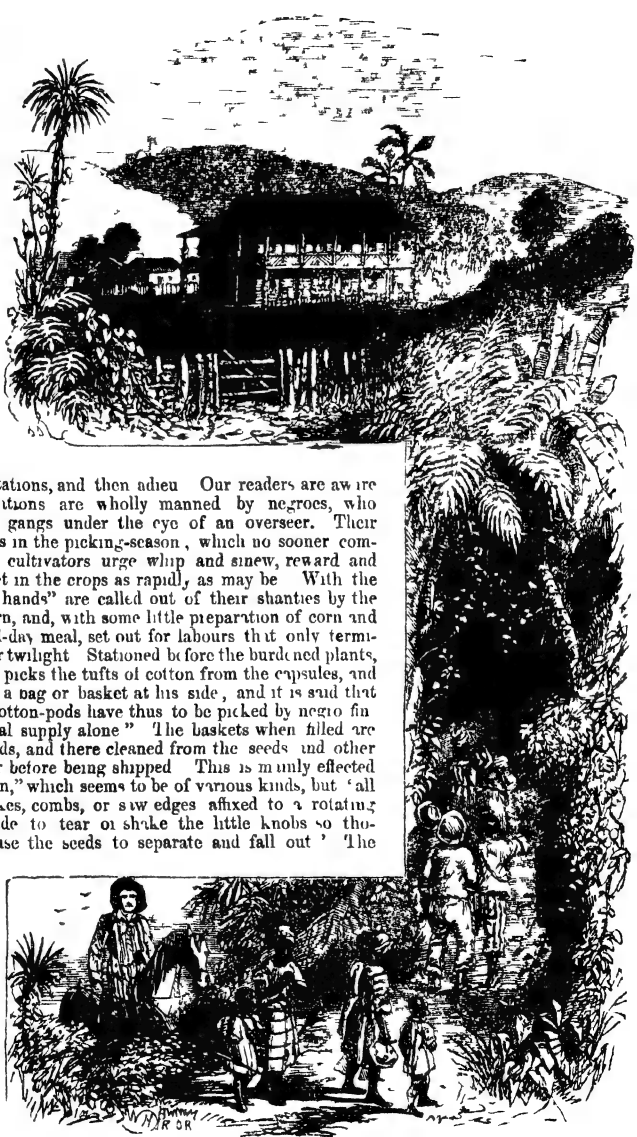 ations, and then adieu Our readers are aw ire
itions are wholly manned by negroes, who
gangs under the eye of an overseer. Their
s in the picking-season, which no sooner com-
cultivators urge whip and sinew, reward and
t in the crops as rapidly as may be With the
hands" are called out of their shanties by the
rn, and, with some little preparation of corn and
l-day meal, set out for labours that only termi-
r twilight Stationed before the burdened plants,
picks the tufts of cotton from the capsules, and
a bag or basket at his side, and it is said that
otton-pods have thus to be picked by negro fin
al supply alone " The baskets when filled are
ds, and there cleaned from the seeds and other
r before being shipped This is mainly effected
n," which seems to be of various kinds, but ' all
kes, combs, or saw edges affixed to a rotating
de to tear or shake the little knobs so tho-
use the seeds to separate and fall out ' The